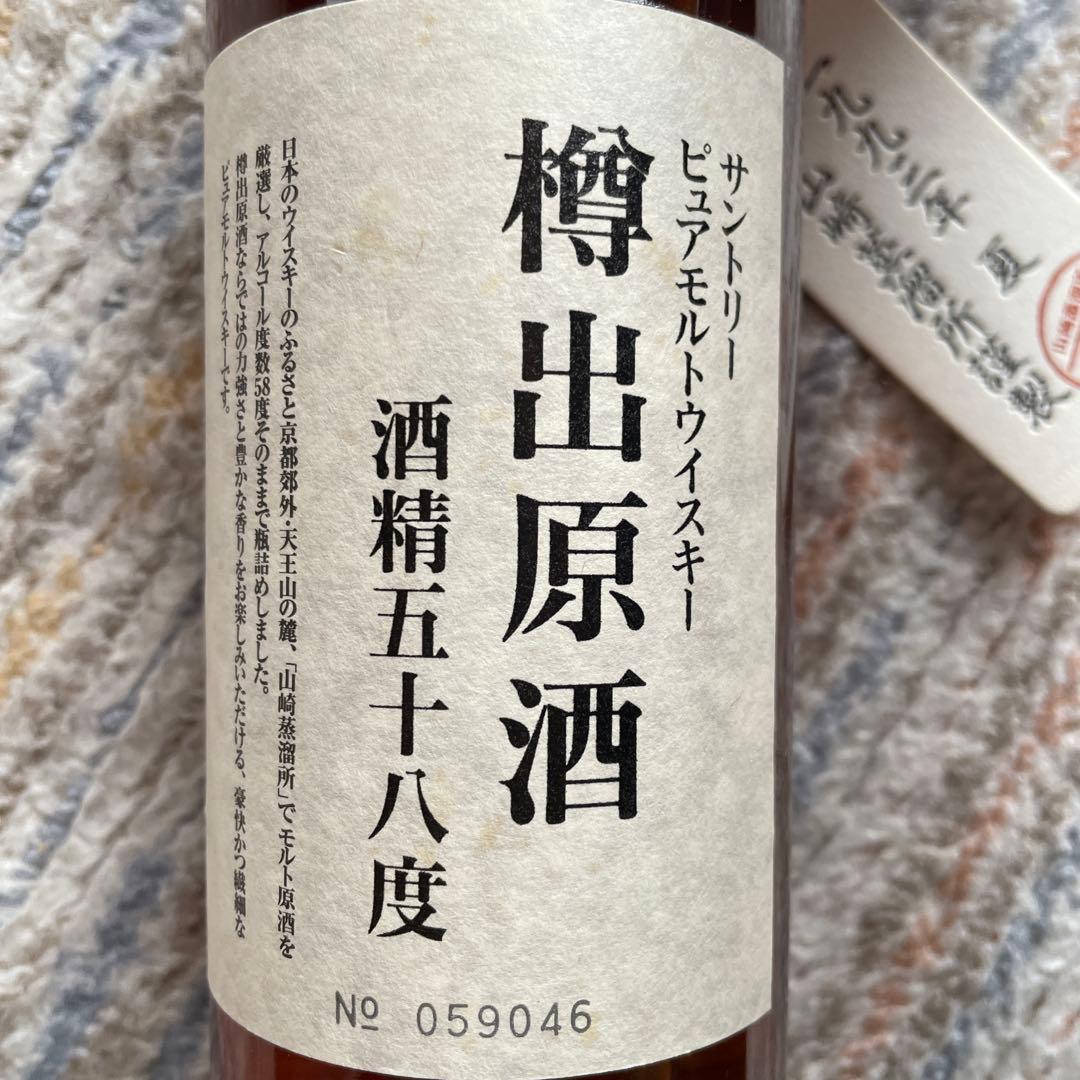 サントリー
ピュアモルトウイスキー
樽出原酒
酒精五十八度
日本のウイスキーのふるさと京都郊外・天王山の麓、「山崎蒸溜所」でモルト原酒を
厳選し、アルコール度数58度そのままで瓶詰めしました。
樽出原酒ならではの力強さと豊かな香りをお楽しみいただける、豪快かつ繊細な
ピュアモルトウイスキーです。
№ 059046
一九九三年 夏
山崎蒸溜所謹製